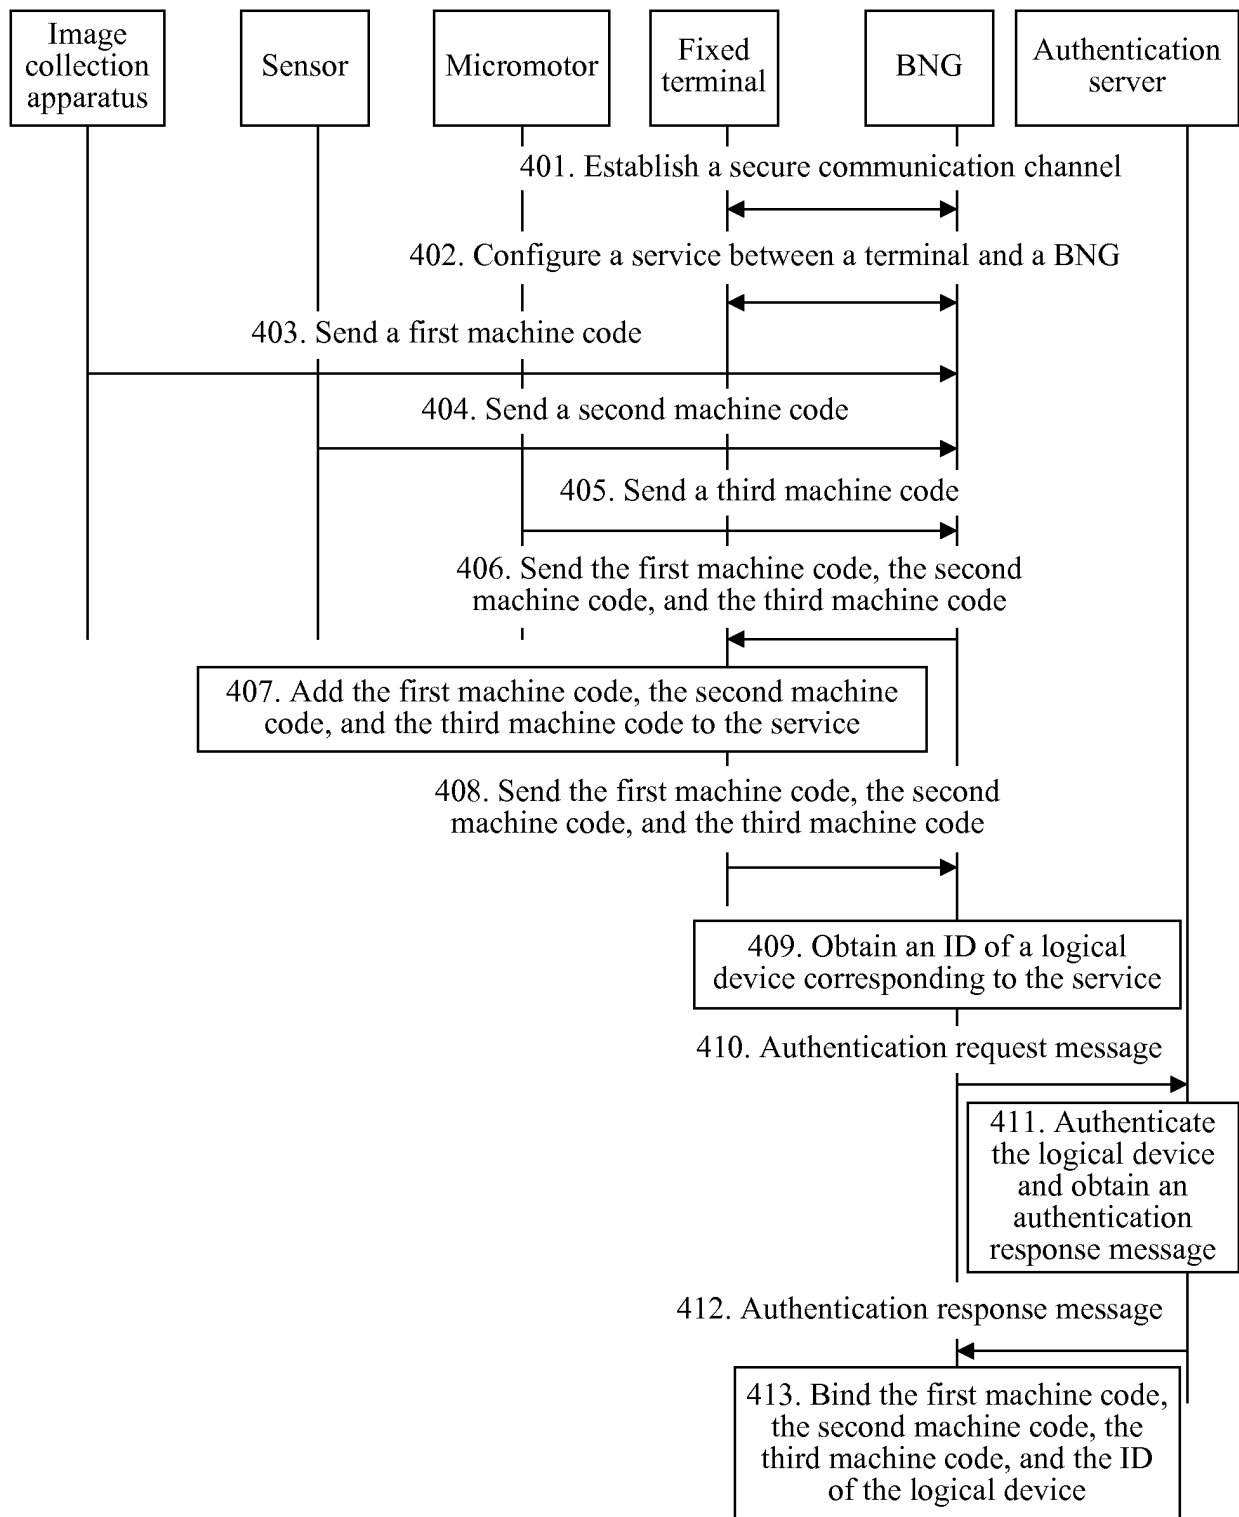 Image
collection
apparatus
Sensor
Micromotor
Fixed
terminal
BNG
Authentication
server
401. Establish a secure communication channel
402. Configure a service between a terminal and a BNG
403. Send a first machine code
404. Send a second machine code
405. Send a third machine code
406. Send the first machine code, the second
machine code, and the third machine code
407. Add the first machine code, the second machine
code, and the third machine code to the service
408. Send the first machine code, the second
machine code, and the third machine code
409. Obtain an ID of a logical
device corresponding to the service
410. Authentication request message
411. Authenticate
the logical device
and obtain an
authentication
response message
412. Authentication response message
413. Bind the first machine code,
the second machine code, the
third machine code, and the ID
of the logical device